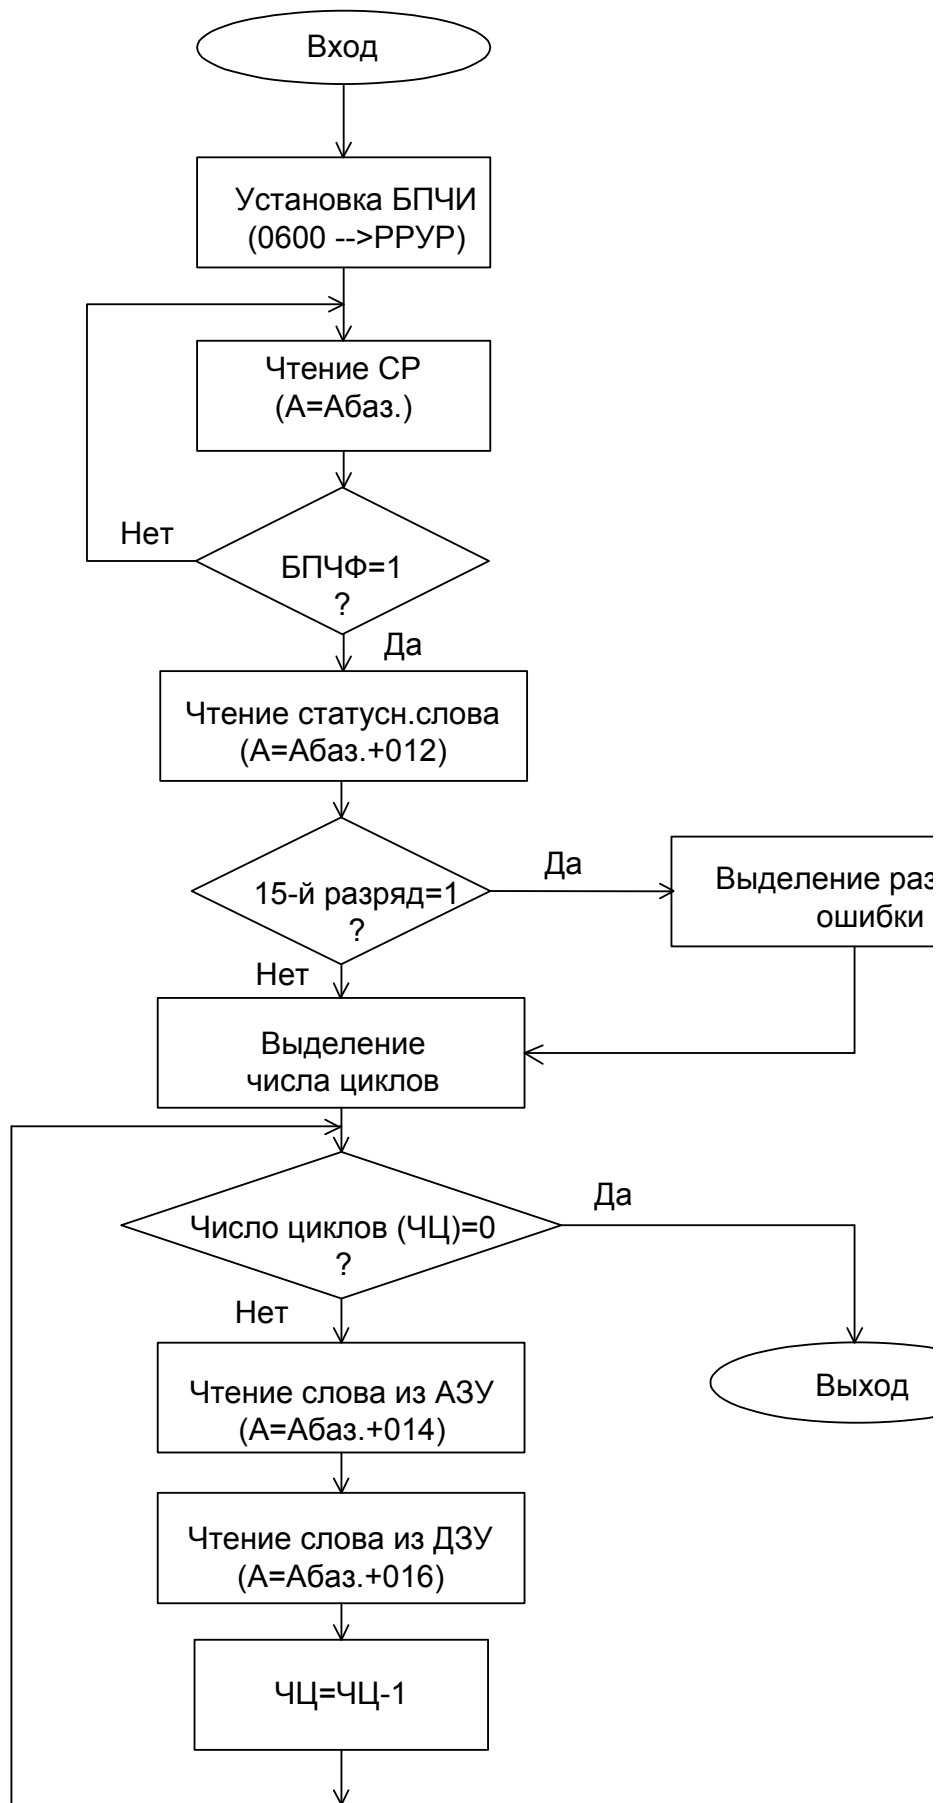 Вход
Установка БПЧИ
(0600 -->РРУР)
Чтение СР
(А=Абаз.)
Нет
БПЧФ=1
?
Да
Чтение статусн.слова
(А=Абаз.+012)
Да
15-й разряд=1
?
Выделение
ошибки
Нет
Выделение
числа циклов
Да
Число циклов (ЧЦ)=0
?
Нет
Чтение слова из АЗУ
(А=Абаз.+014)
Выход
Чтение слова из ДЗУ
(А=Абаз.+016)
ЧЦ=ЧЦ-1